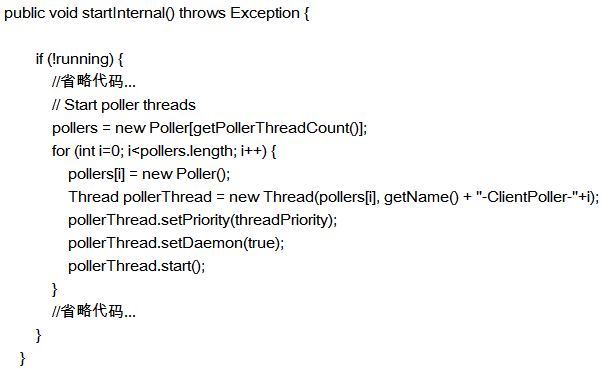 public void startInternal() throws Exception {
if (!running) {
//省略代码...
// Start poller threads
pollers = new Poller[getPollerThreadCount()];
for (int i=0; i<pollers.length; i++) {
pollers[i] = new Poller();
Thread pollerThread = new Thread(pollers[i], getName() + "-ClientPoller-"+i);
pollerThread.setPriority(threadPriority);
pollerThread.setDaemon(true);
pollerThread.start();
}
//省略代码...
}
}